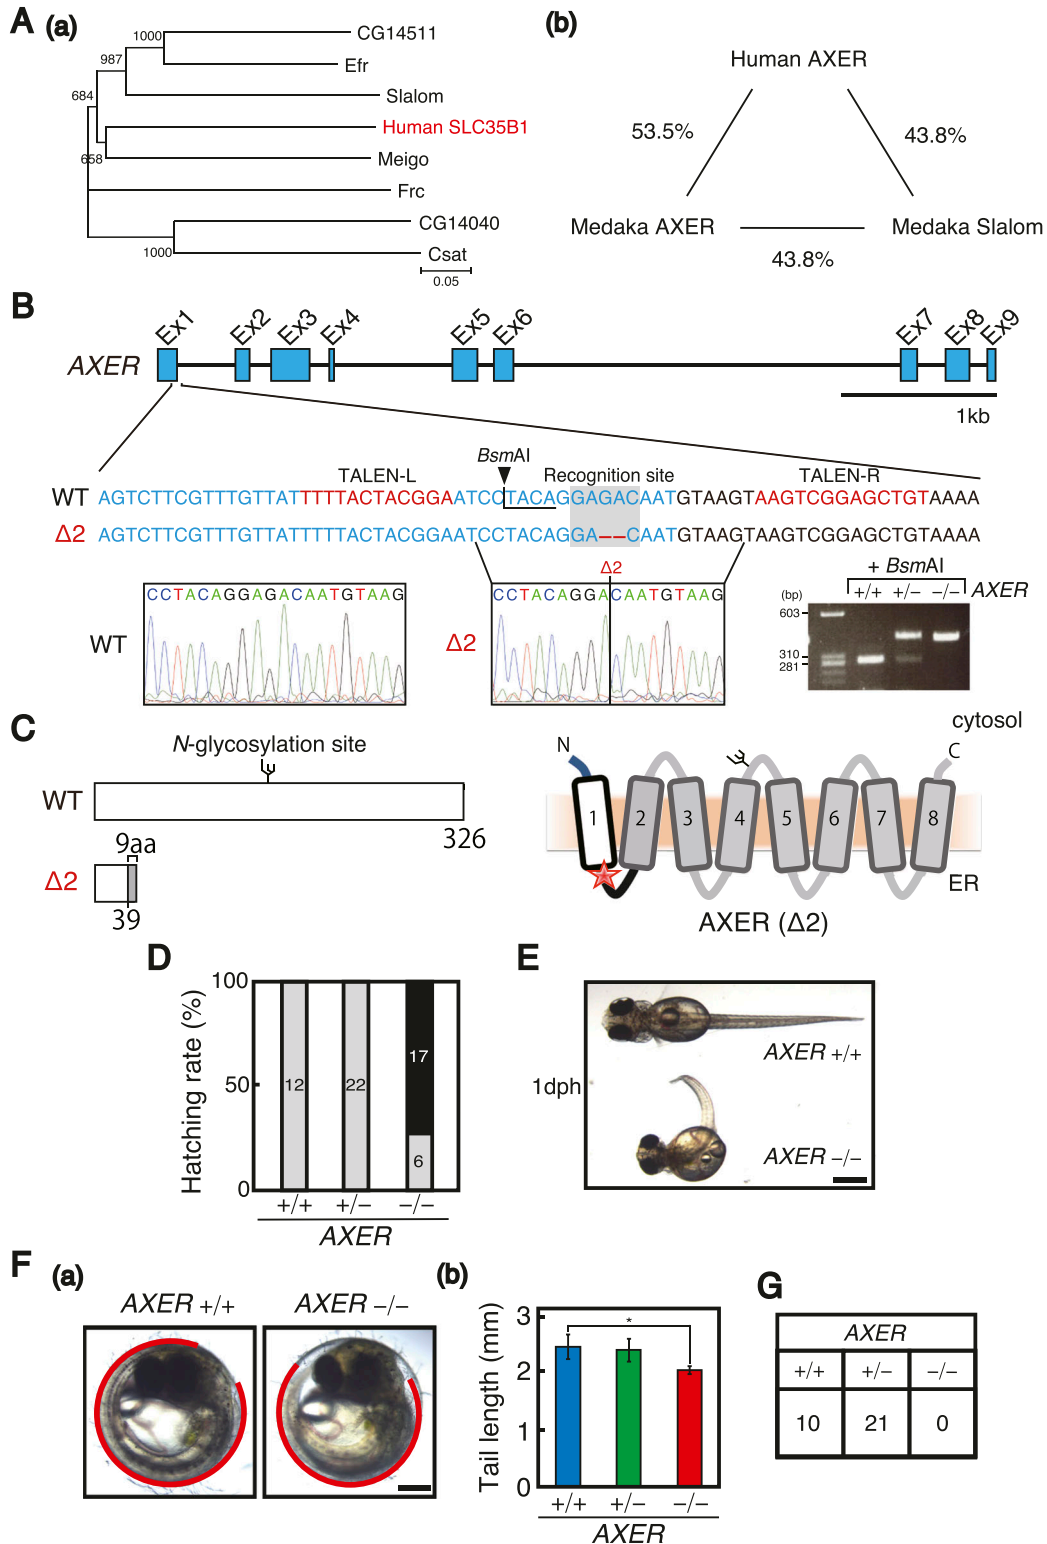 A (a)
1000
CG14511
987
Efr
684
Slalom
Human SLC35B1
658
Meigo
Frc
CG14040
1000
Csat
0.05
(b)
Human AXER
53.5%
43.8%
Medaka AXER
Medaka Slalom
43.8%
B
Ex1 Ex2 Ex3 Ex4 Ex5 Ex6 Ex7 Ex8 Ex9
AXER
1kb
BsmAI
TALEN-L Recognition site TALEN-R
WT AGTCTTCGTTTGTTATTTTTACTACGGAATCCTACAGGAGACAATGTAAGTAAGTCGGAGCTGTAAAA
Δ2 AGTCTTCGTTTGTTATTTTTACTACGGAATCCTACAGGA--CAATGTAAGTAAGTCGGAGCTGTAAAA
WT
CCTACAGGAGACAATGTAAG
Δ2
Δ2
CCTACAGGACAATGTAAG
+ BsmAI
(bp) +/+ +/− −/− AXER
603
310
281
C
N-glycosylation site
WT
326
9aa
Δ2
39
cytosol
N
C
1 2 3 4 5 6 7 8
ER
AXER (Δ2)
D
Hatching rate (%)
100
50
0
12
22
17
6
+/+ +/− −/−
AXER
E
1dph
AXER +/+
AXER −/−
F (a)
AXER +/+
AXER −/−
(b)
Tail length (mm)
3
2
1
0
*
+/+ +/− −/−
AXER
G
AXER
+/+ +/− −/−
10 21 0